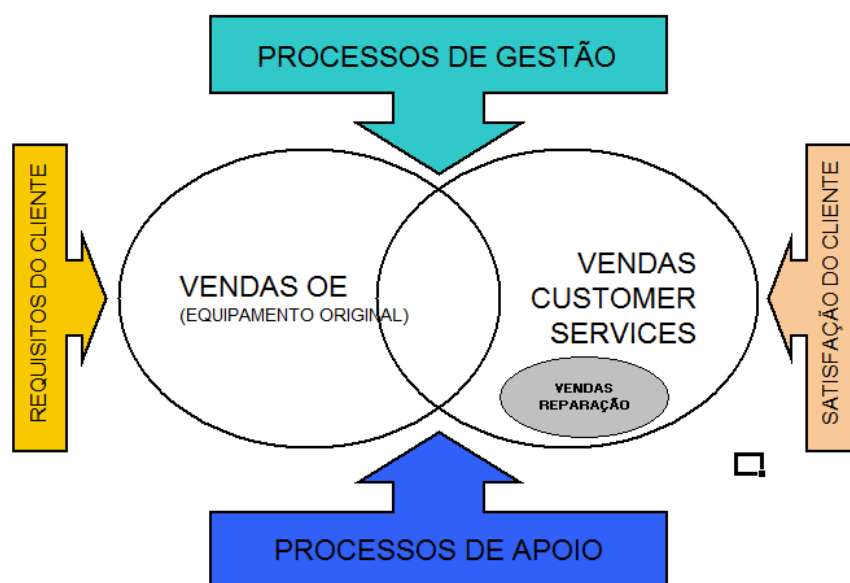 PROCESSOS DE GESTÃO
REQUISITOS DO CLIENTE
VENDAS OE
(EQUIPAMENTO ORIGINAL)
VENDAS
CUSTOMER
SERVICES
VENDAS
REPARAÇÃO
SATISFAÇÃO DO CLIENTE
PROCESSOS DE APOIO